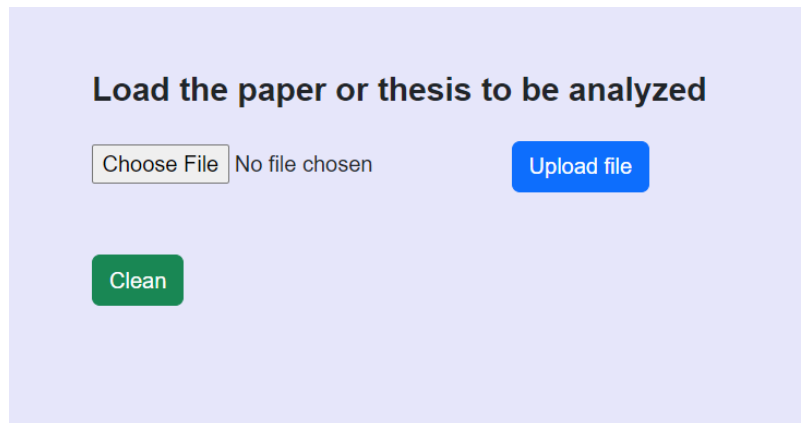 Load the paper or thesis to be analyzed
Choose File No file chosen Upload file
Clean